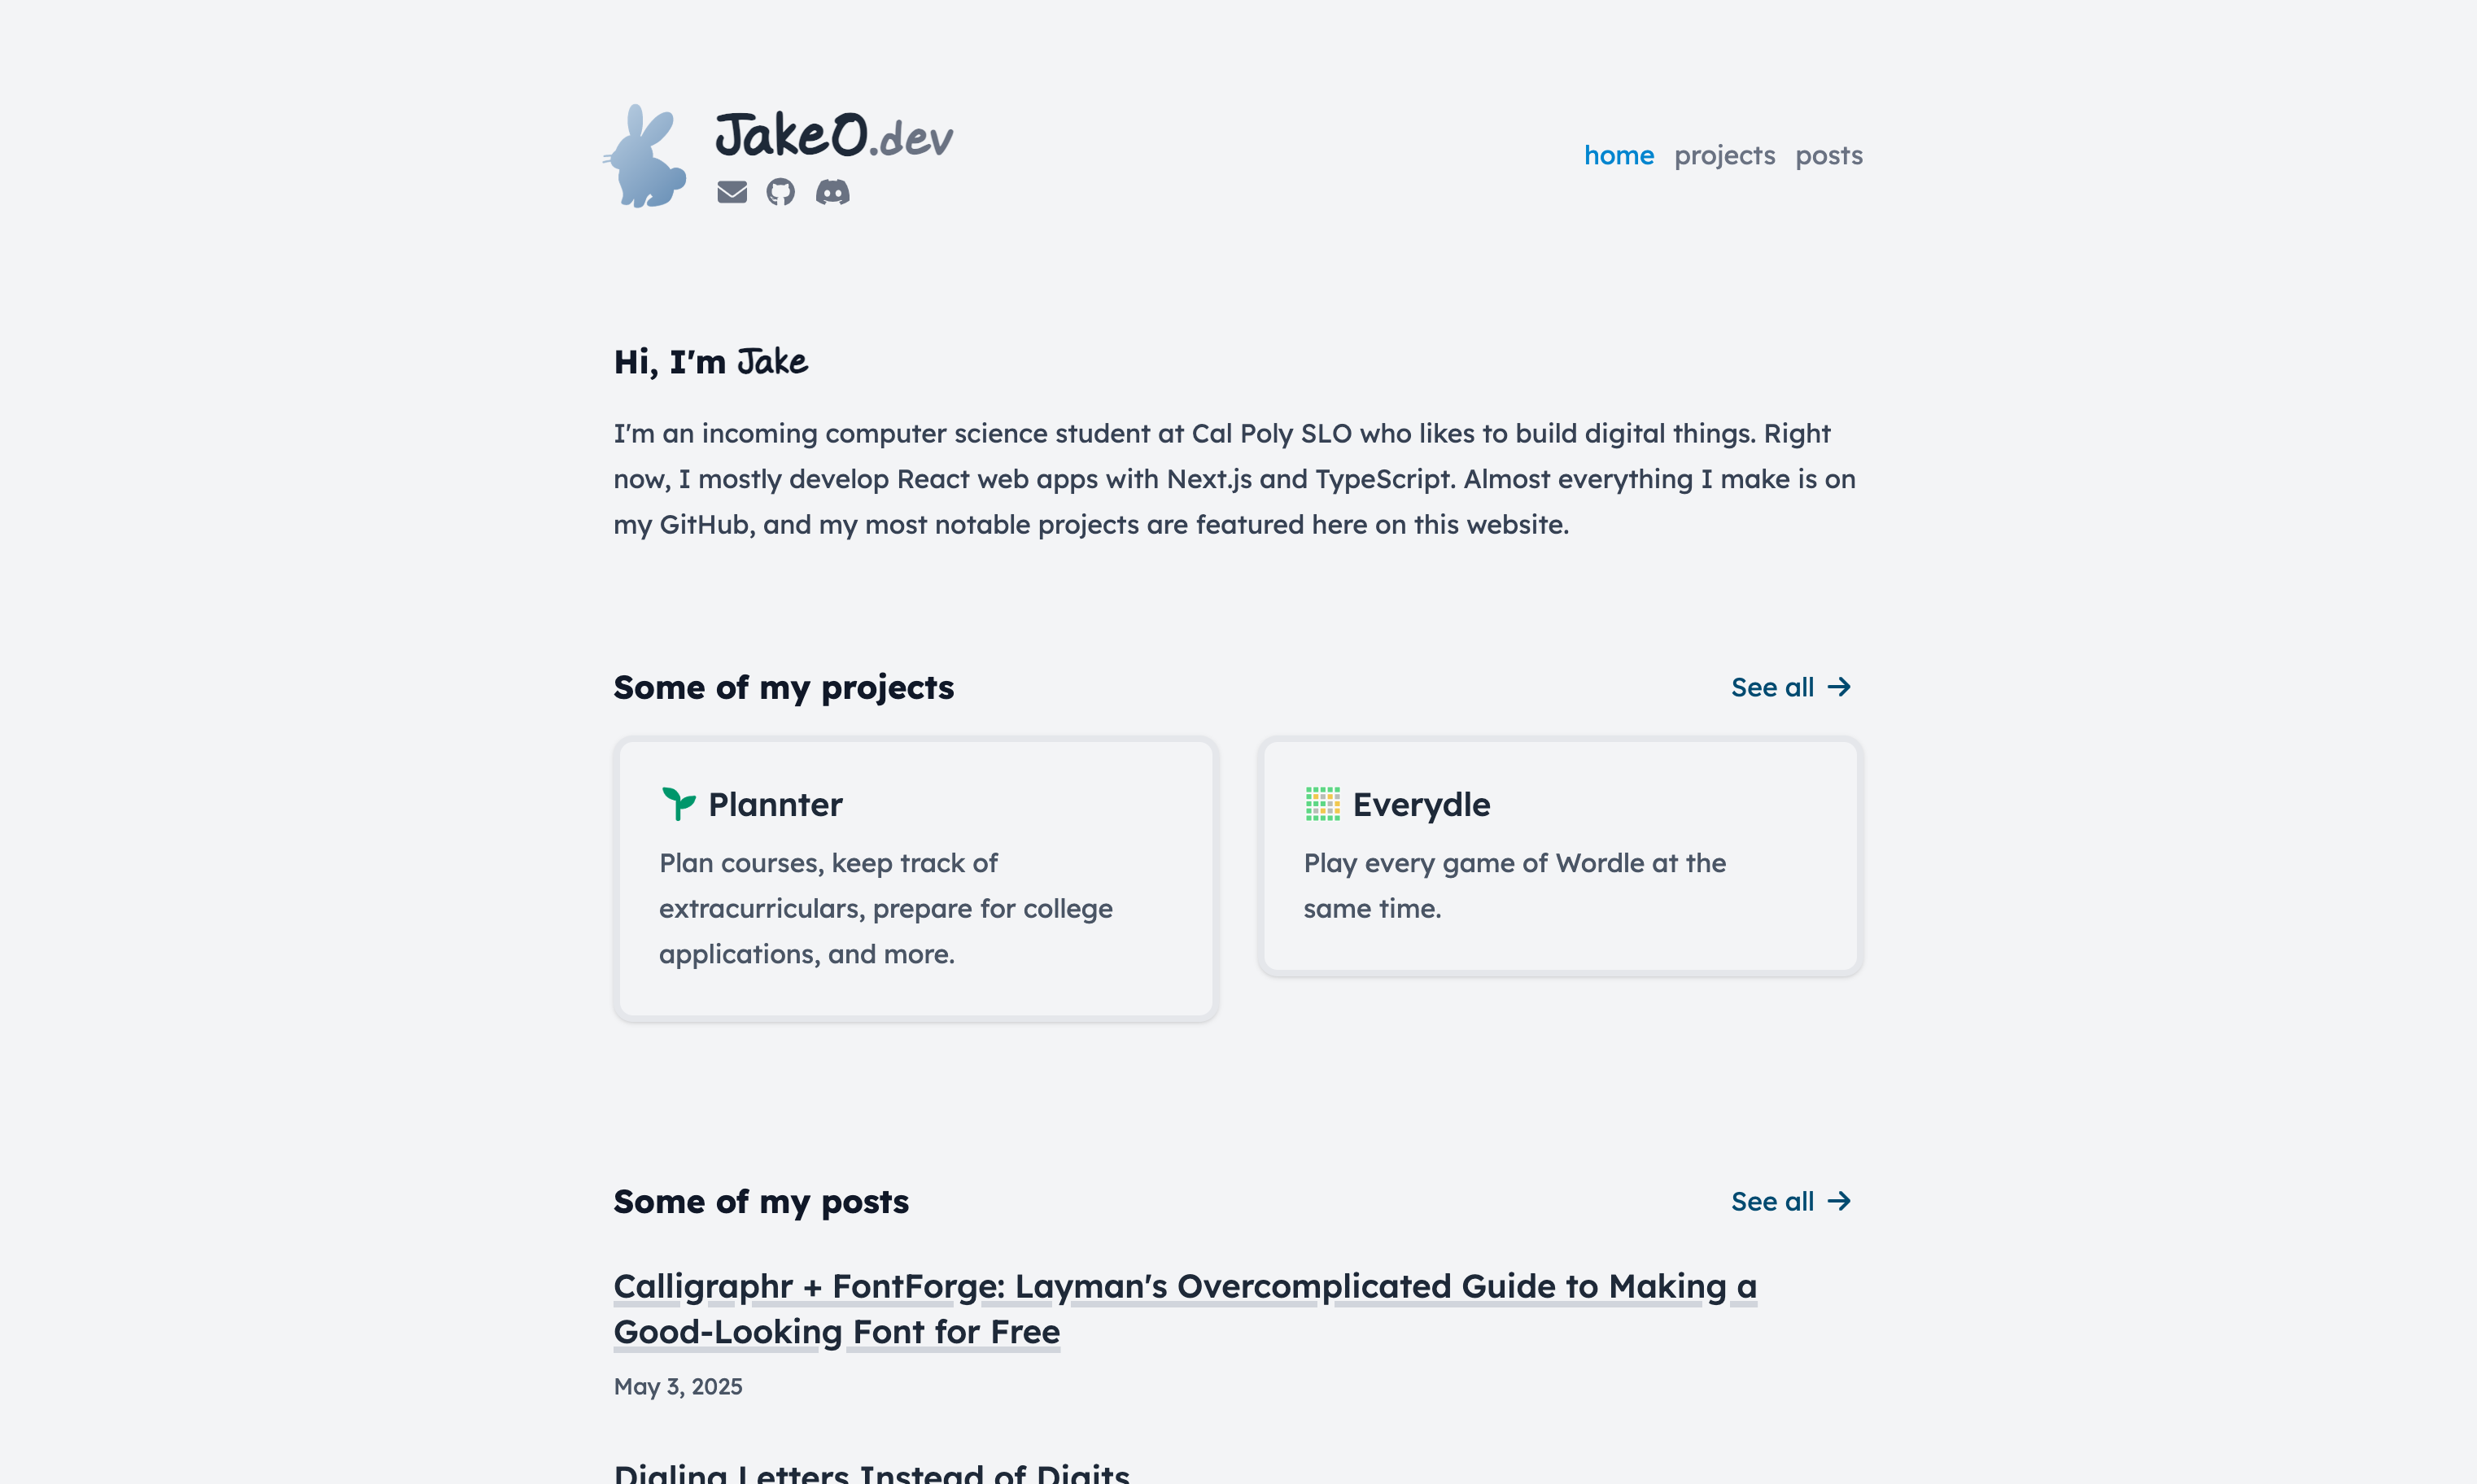 JakeO.dev
home projects posts
Hi, I'm Jake
I'm an incoming computer science student at Cal Poly SLO who likes to build digital things. Right
now, I mostly develop React web apps with Next.js and TypeScript. Almost everything I make is on
my GitHub, and my most notable projects are featured here on this website.
Some of my projects
See all
Plannter
Plan courses, keep track of
extracurriculars, prepare for college
applications, and more.
Everydle
Play every game of Wordle at the
same time.
Some of my posts
See all
Calligraphr + FontForge: Layman's Overcomplicated Guide to Making a
Good-Looking Font for Free
May 3, 2025
Dialing Letters Instead of Digits